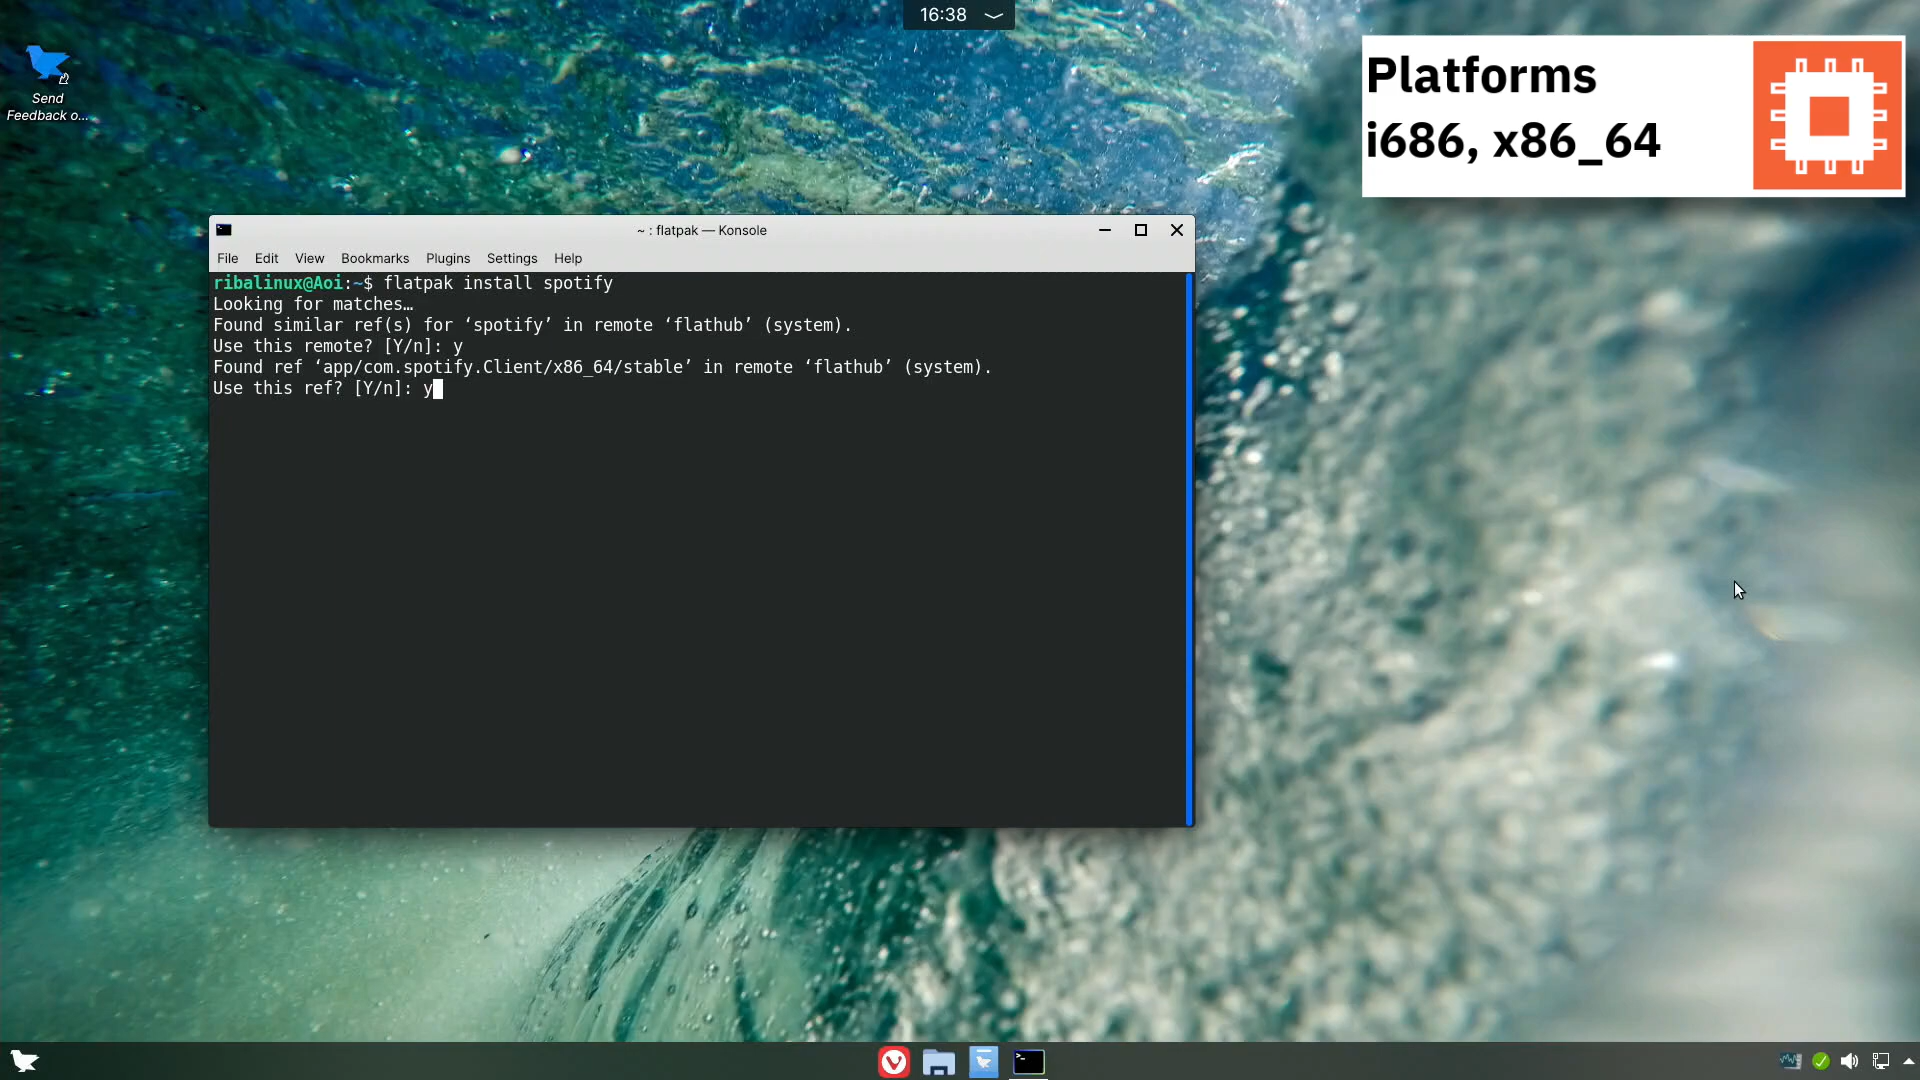 16:38
Send
Feedback o...
Platforms
i686, x86_64
~ : flatpak — Konsole
File Edit View Bookmarks Plugins Settings Help
ribalinux@Aoi:~$ flatpak install spotify
Looking for matches…
Found similar ref(s) for ‘spotify’ in remote ‘flathub’ (system).
Use this remote? [Y/n]: y
Found ref ‘app/com.spotify.Client/x86_64/stable’ in remote ‘flathub’ (system).
Use this ref? [Y/n]: y